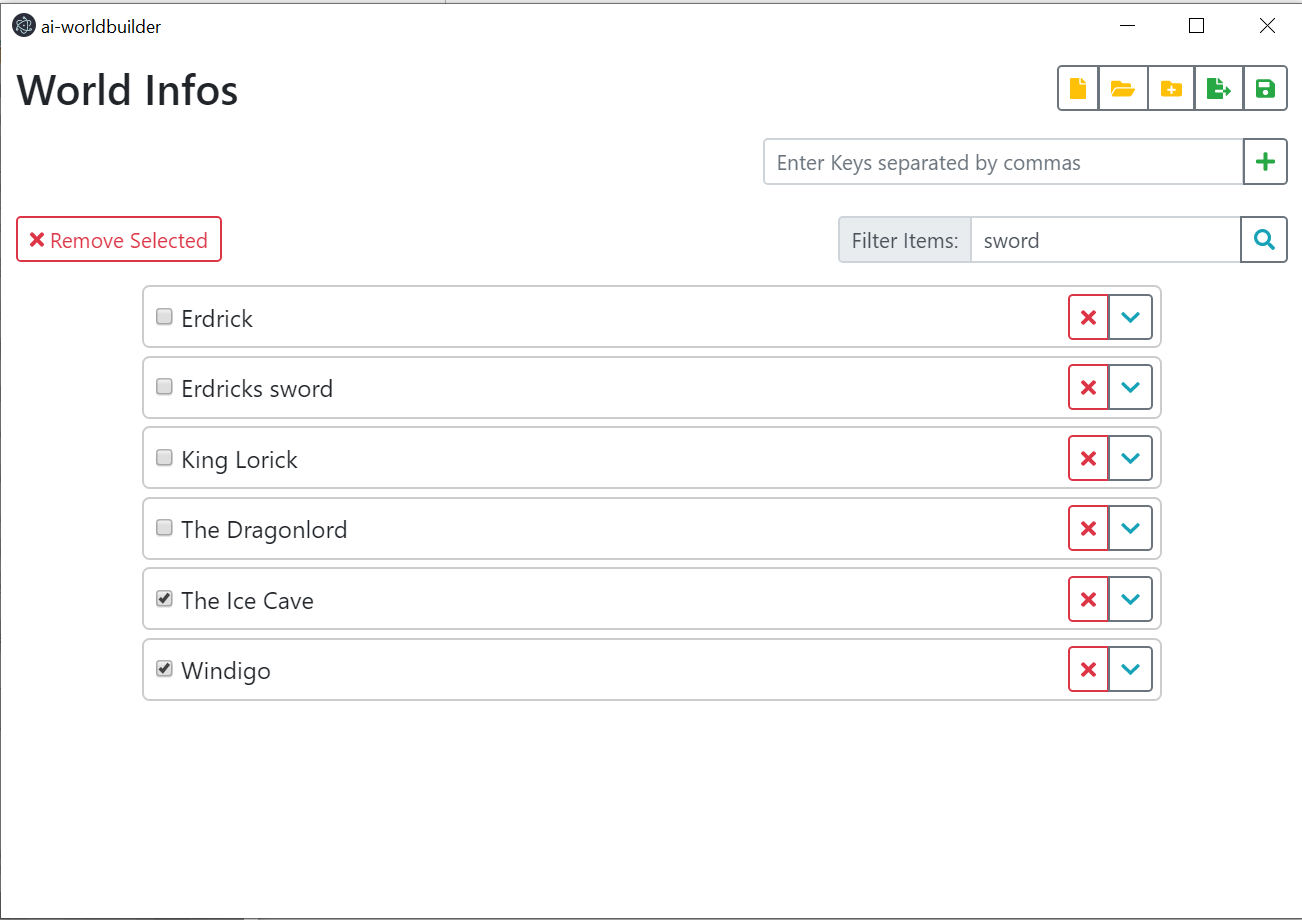 ai-worldbuilder
World Infos
Enter Keys separated by commas
Remove Selected
Filter Items: sword
Erdrick
Erdricks sword
King Lorick
The Dragonlord
The Ice Cave
Windigo